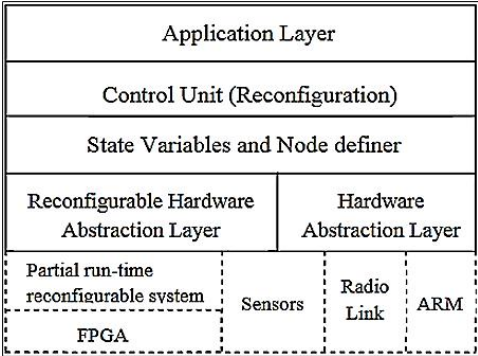 Application Layer
Control Unit (Reconfiguration)
State Variables and Node definer
Reconfigurable Hardware
Abstraction Layer
Hardware
Abstraction Layer
Partial run-time
reconfigurable system
FPGA
Sensors
Radio
Link
ARM